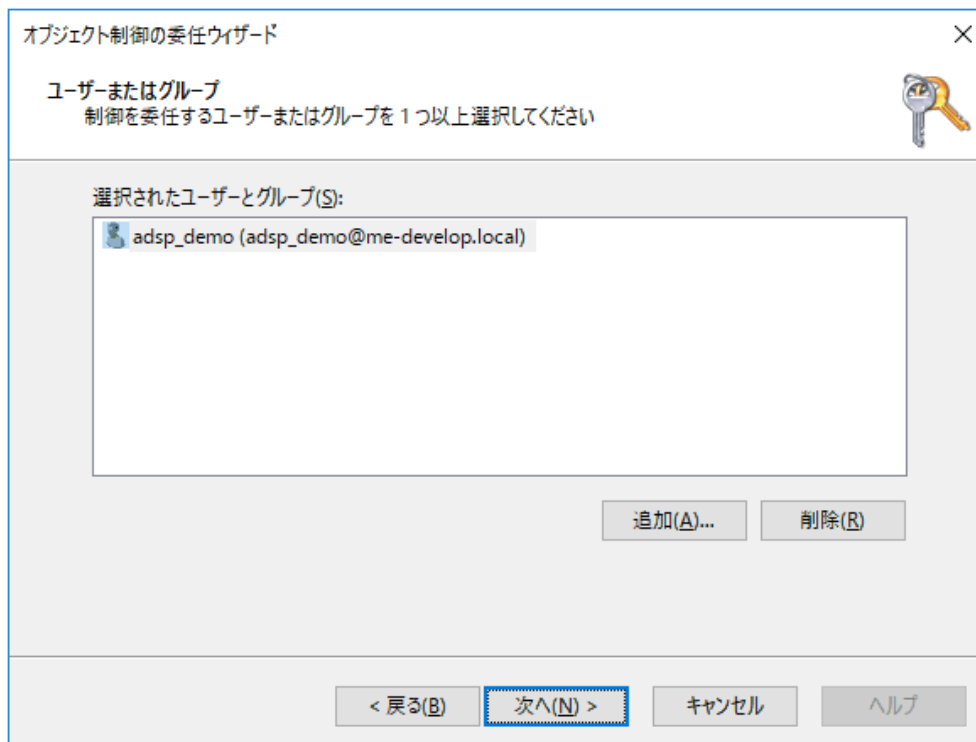 オブジェクト制御の委任ウィザード
ユーザーまたはグループ
制御を委任するユーザーまたはグループを 1 つ以上選択してください
選択されたユーザーとグループ(S):
adsp_demo (adsp_demo@me-develop.local)
追加(A)... 削除(R)
< 戻る(B) 次へ(N) > キャンセル ヘルプ